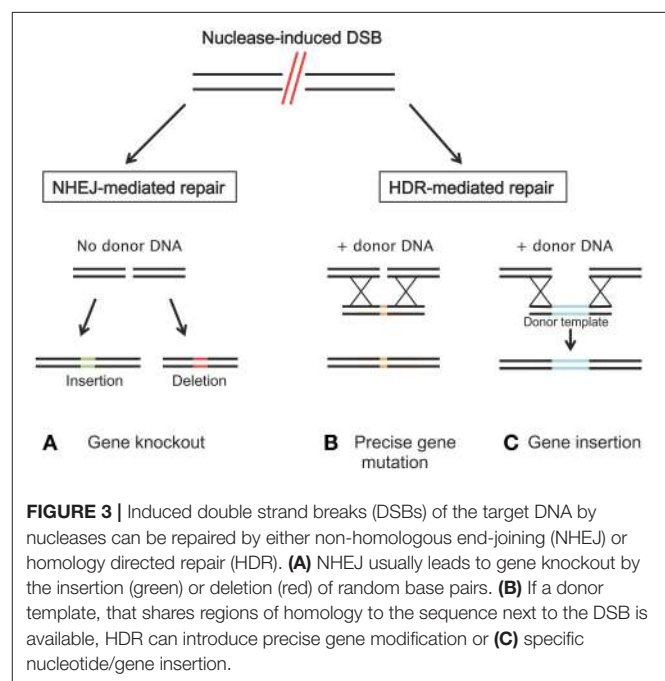 Nuclease-induced DSB
NHEJ-mediated repair
HDR-mediated repair
No donor DNA
+ donor DNA
+ donor DNA
Donor template
Insertion
Deletion
A Gene knockout
B Precise gene
mutation
C Gene insertion
FIGURE 3 | Induced double strand breaks (DSBs) of the target DNA by
nucleases can be repaired by either non-homologous end-joining (NHEJ) or
homology directed repair (HDR). (A) NHEJ usually leads to gene knockout by
the insertion (green) or deletion (red) of random base pairs. (B) If a donor
template, that shares regions of homology to the sequence next to the DSB is
available, HDR can introduce precise gene modification or (C) specific
nucleotide/gene insertion.